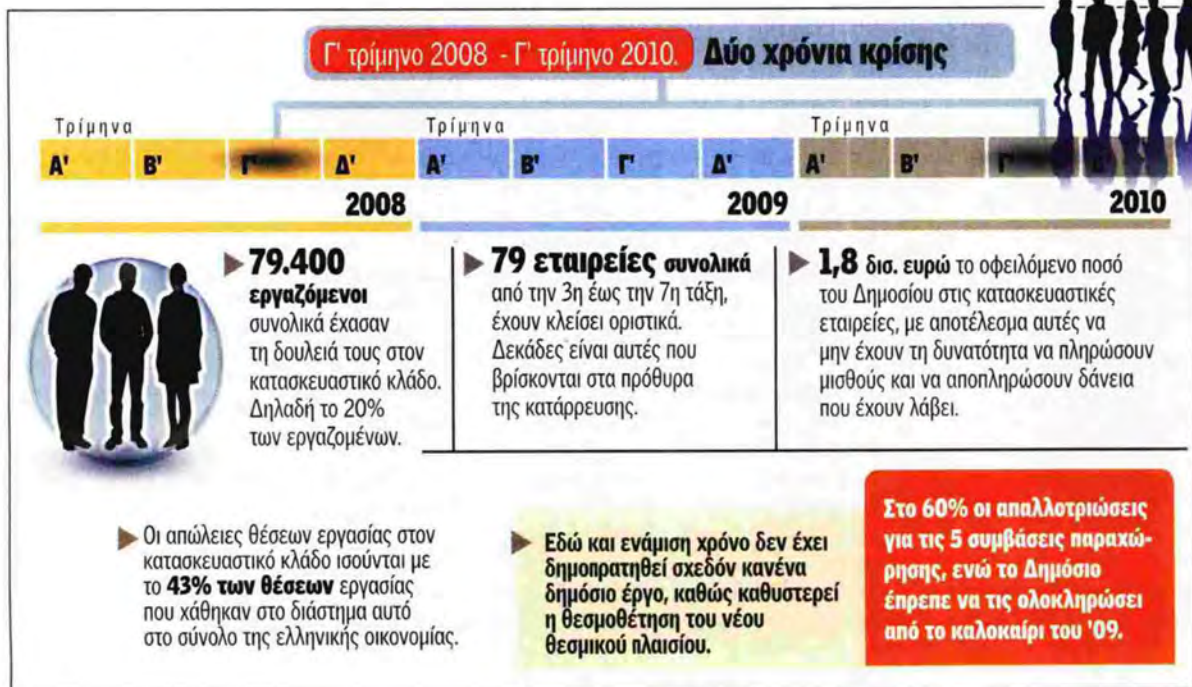 Γ' τρίμηνο 2008 - Γ' τρίμηνο 2010. Δύο χρόνια κρίσης
Τρίμηνα Τρίμηνα Τρίμηνα
Α' Β' Γ' Δ' Α' Β' Γ' Δ' Α' Β' Γ' Δ'
2008 2009 2010
79.400
εργαζόμενοι
συνολικά έχασαν
τη δουλειά τους στον
κατασκευαστικό κλάδο.
Δηλαδή το 20%
των εργαζομένων.
79 εταιρείες συνολικά
από την 3η έως την 7η τάξη,
έχουν κλείσει οριστικά.
Δεκάδες είναι αυτές που
βρίσκονται στα πρόθυρα
της κατάρρευσης.
1,8 δισ. ευρώ το οφειλόμενο ποσό
του Δημοσίου στις κατασκευαστικές
εταιρείες, με αποτέλεσμα αυτές να
μην έχουν τη δυνατότητα να πληρώσουν
μισθούς και να αποπληρώσουν δάνεια
που έχουν λάβει.
Οι απώλειες θέσεων εργασίας στον
κατασκευαστικό κλάδο ισούνται με
το 43% των θέσεων εργασίας
που χάθηκαν στο διάστημα αυτό
στο σύνολο της ελληνικής οικονομίας.
Εδώ και ενάμιση χρόνο δεν έχει
δημοπρατηθεί σχεδόν κανένα
δημόσιο έργο, καθώς καθυστερεί
η θεσμοθέτηση του νέου
θεσμικού πλαισίου.
Στο 60% οι απαλλοτριώσεις
για τις 5 συμβάσεις παραχώ-
ρησης, ενώ το Δημόσιο
έπρεπε να τις ολοκληρώσει
από το καλοκαίρι του '09.